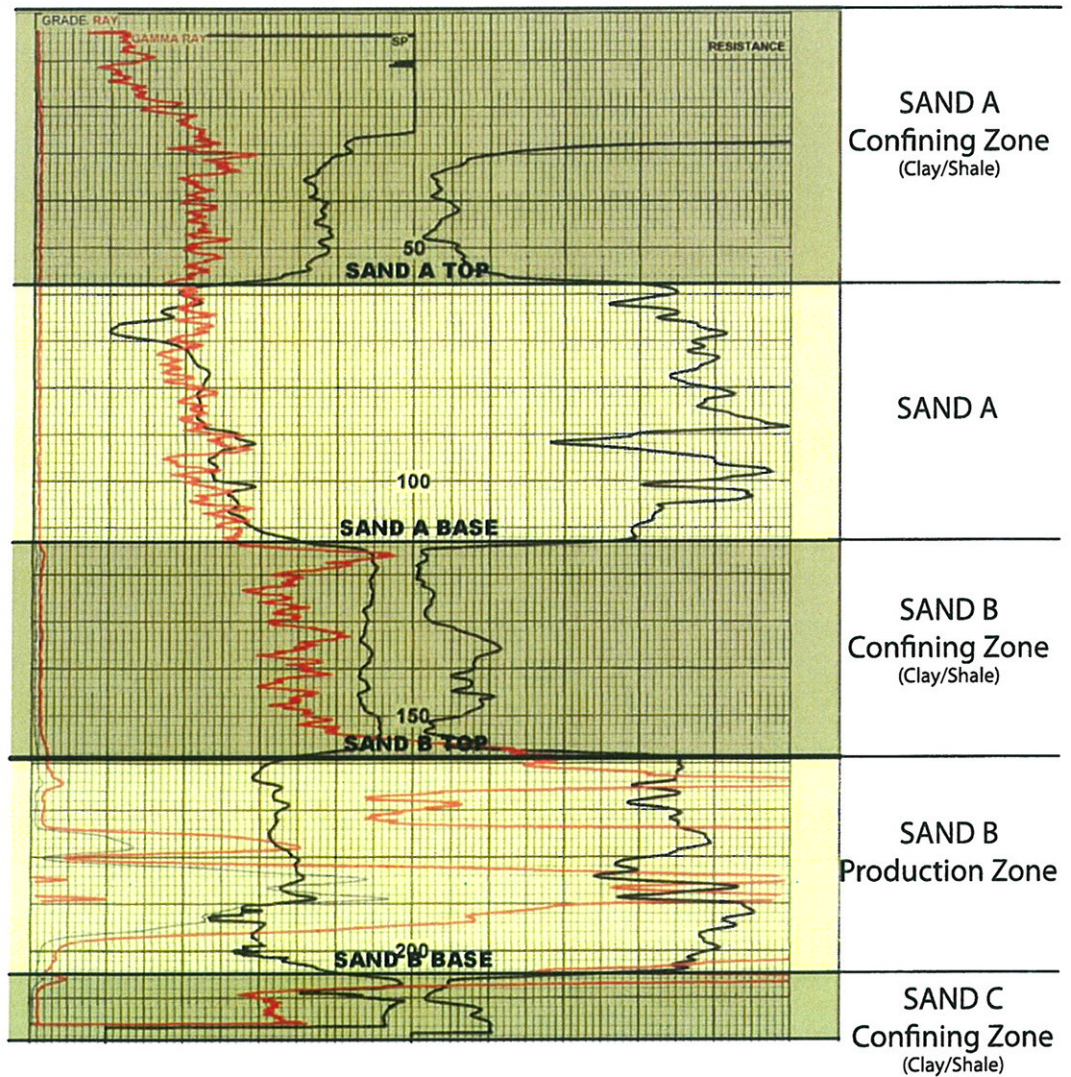 GRADE RAY
GAMMA RAY
SP
RESISTANCE
SAND A
Confining Zone
(Clay/Shale)
50
SAND A TOP
SAND A
100
SAND A BASE
SAND B
Confining Zone
(Clay/Shale)
150
SAND B TOP
SAND B
Production Zone
200
SAND B BASE
SAND C
Confining Zone
(Clay/Shale)